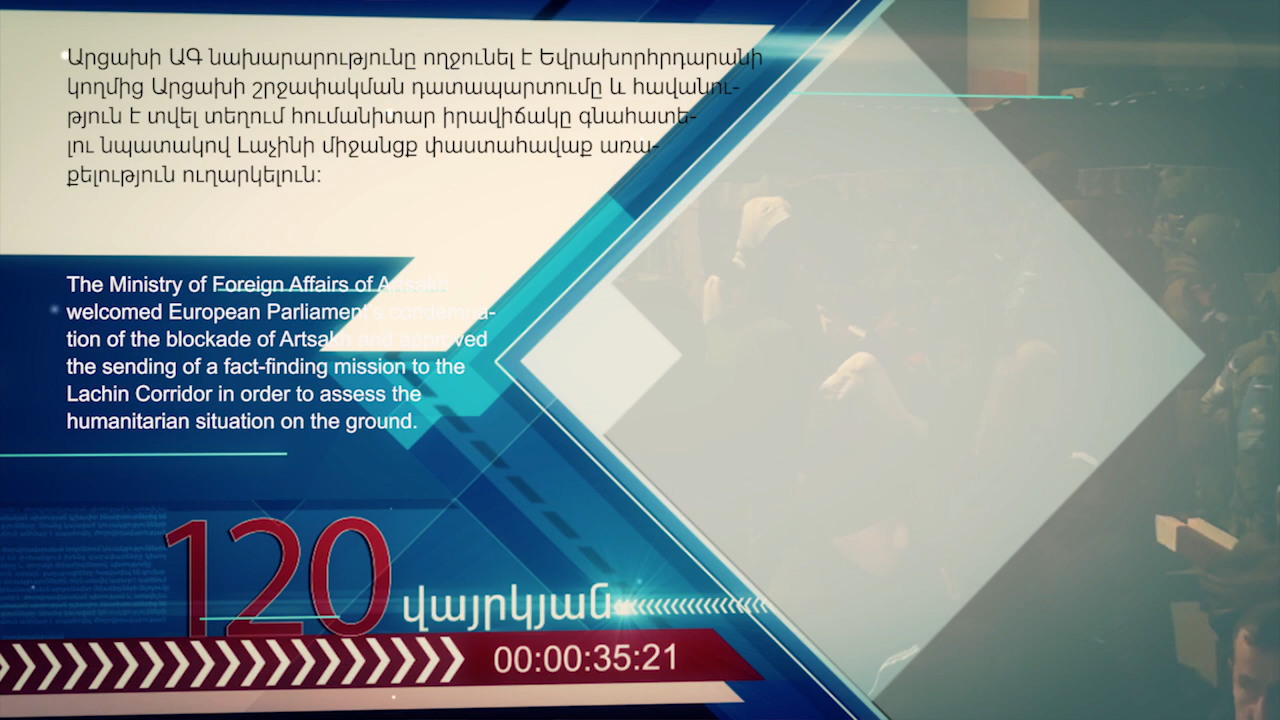 Արցախի ԱԳ նախարարությունը ողջունել է Եվրախորհրդարանի
կողմից Արցախի շրջափակման դատապարտումը և հավանու-
թյուն է տվել տեղում հումանիտար իրավիճակը գնահատե-
լու նպատակով Լաչինի միջանցք փաստահավաք առա-
քելություն ուղարկելուն:
The Ministry of Foreign Affairs of Artsakh
welcomed European Parliament's condemna-
tion of the blockade of Artsakh and approved
the sending of a fact-finding mission to the
Lachin Corridor in order to assess the
humanitarian situation on the ground.
120 վայրկյան
00:00:35:21